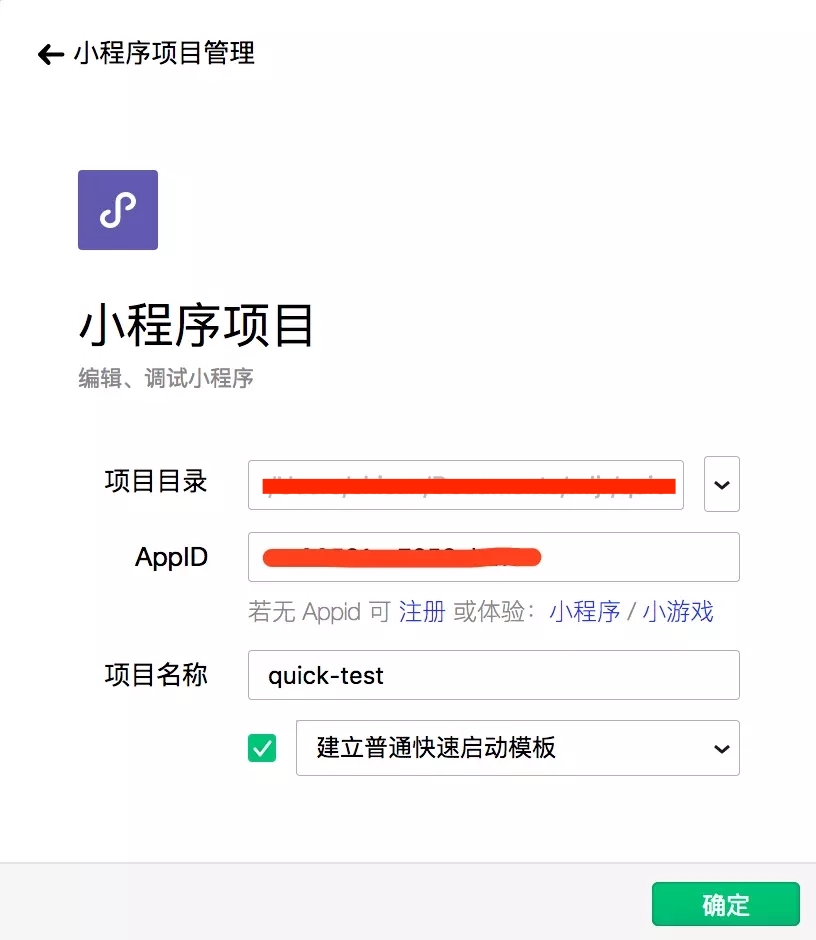 小程序项目管理
小程序项目
编辑、调试小程序
项目目录
AppID
若无 Appid 可 注册 或体验：小程序 / 小游戏
项目名称 quick-test
建立普通快速启动模板
确定